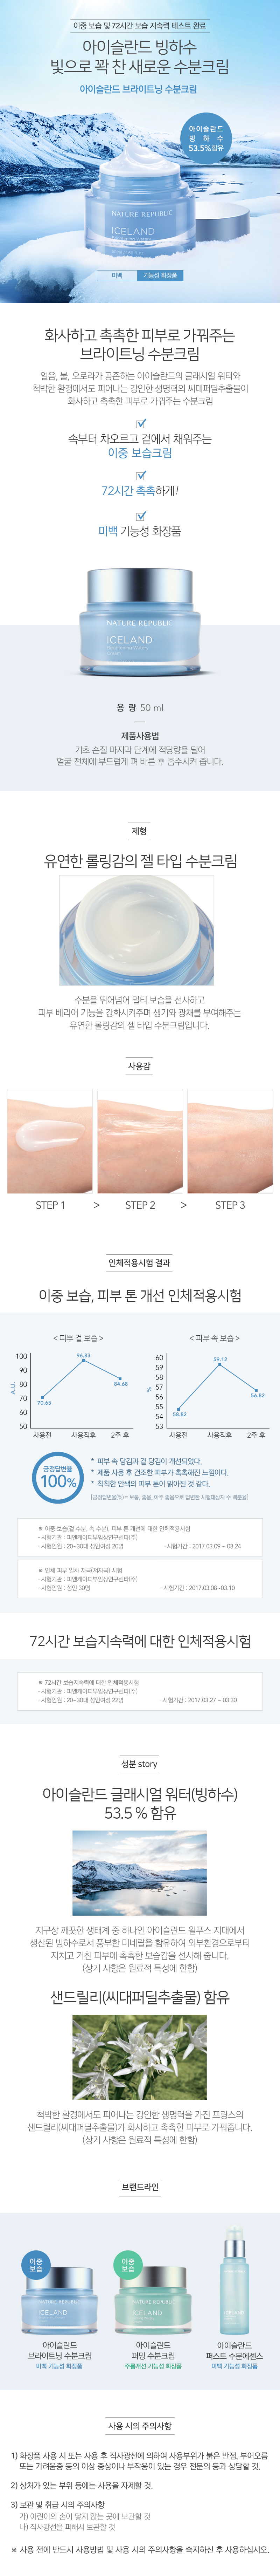 이중 보습 및 72시간 보습 지속력 테스트 완료
아이슬란드 빙하수
빛으로 꽉 찬 새로운 수분크림
아이슬란드 브라이트닝 수분크림
아이슬란드
빙하수
53.5%함유
NATURE REPUBLIC
ICELAND
미백 기능성 화장품
화사하고 촉촉한 피부로 가꿔주는
브라이트닝 수분크림
얼음, 불, 오로라가 공존하는 아이슬란드의 글래시얼 워터와
척박한 환경에서도 피어나는 강인한 생명력의 씨대퍼딜추출물이
화사하고 촉촉한 피부로 가꿔주는 수분크림
속부터 차오르고 겉에서 채워주는
이중 보습크림
72시간 촉촉하게!
미백 기능성 화장품
NATURE REPUBLIC
ICELAND
용 량 50 ml
제품사용법
기초 손질 마지막 단계에 적당량을 덜어
얼굴 전체에 부드럽게 펴 바른 후 흡수시켜 줍니다.
제형
유연한 롤링감의 젤 타입 수분크림
수분을 뛰어넘어 멀티 보습을 선사하고
피부 베리어 기능을 강화시켜주며 생기와 광채를 부여해주는
유연한 롤링감의 젤 타입 수분크림입니다.
사용감
STEP 1 > STEP 2 > STEP 3
인체적용시험 결과
이중 보습, 피부 톤 개선 인체적용시험
< 피부 겉 보습 >
A.U.
100
90
80
70
60
50
70.65
96.83
84.68
사용전 사용직후 2주 후
< 피부 속 보습 >
%
60
59
58
57
56
55
54
53
58.82
59.12
56.82
사용전 사용직후 2주 후
긍정답변율
100%
* 피부 속 당김과 겉 당김이 개선되었다.
* 제품 사용 후 건조한 피부가 촉촉해진 느낌이다.
* 칙칙한 안색의 피부 톤이 맑아진 것 같다.
※ 이중 보습(겉 수분, 속 수분), 피부 톤 개선에 대한 인체적용시험
- 시험기관 : 피엔케이피부임상연구센타(주)
- 시험인원 : 20~30대 성인여성 20명 - 시험기간 : 2017.03.09 ~ 03.24
※ 인체 피부 일차 자극(저자극) 시험
- 시험기관 : 피엔케이피부임상연구센타(주)
- 시험인원 : 성인 30명 - 시험기간 : 2017.03.08~03.10
72시간 보습지속력에 대한 인체적용시험
※ 72시간 보습지속력에 대한 인체적용시험
- 시험기관 : 피엔케이피부임상연구센타(주)
- 시험인원 : 20~30대 성인여성 22명 - 시험기간 : 2017.03.27 ~ 03.30
성분 story
아이슬란드 글래시얼 워터(빙하수)
53.5 % 함유
지구상 깨끗한 생태계 중 하나인 아이슬란드 윌푸스 지대에서
생산된 빙하수로서 풍부한 미네랄을 함유하여 외부환경으로부터
지치고 거친 피부에 촉촉한 보습감을 선사해 줍니다.
(상기 사항은 원료적 특성에 한함)
샌드릴리(씨대퍼딜추출물) 함유
척박한 환경에서도 피어나는 강인한 생명력을 가진 프랑스의
샌드릴리(씨대퍼딜추출물)가 화사하고 촉촉한 피부로 가꿔줍니다.
(상기 사항은 원료적 특성에 한함)
브랜드라인
이중
보습
NATURE REPUBLIC
ICELAND
아이슬란드
브라이트닝 수분크림
미백 기능성 화장품
이중
보습
NATURE REPUBLIC
ICELAND
아이슬란드
퍼밍 수분크림
주름개선 기능성 화장품
아이슬란드
퍼스트 수분에센스
미백 기능성 화장품
사용 시의 주의사항
1) 화장품 사용 시 또는 사용 후 직사광선에 의하여 사용부위가 붉은 반점, 부어오름
또는 가려움증 등의 이상 증상이나 부작용이 있는 경우 전문의 등과 상담할 것.
2) 상처가 있는 부위 등에는 사용을 자제할 것.
3) 보관 및 취급 시의 주의사항
가) 어린이의 손이 닿지 않는 곳에 보관할 것
나) 직사광선을 피해서 보관할 것
※ 사용 전에 반드시 사용방법 및 사용 시의 주의사항을 숙지하신 후 사용하십시오.